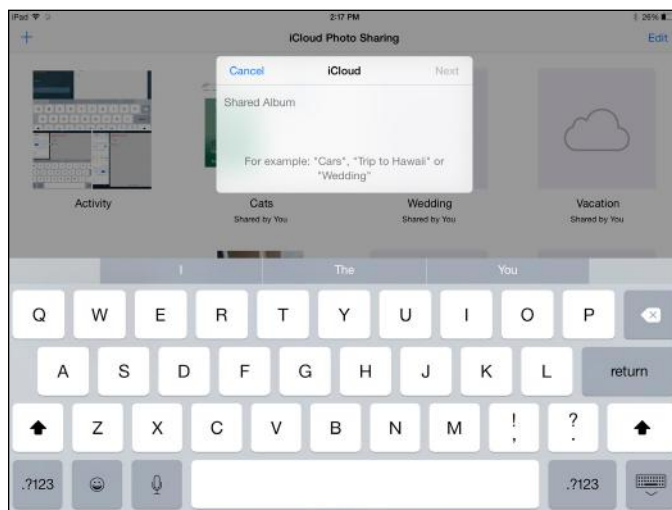 iPad 2:17 PM 26%
iCloud Photo Sharing Edit
Cancel iCloud Next
Shared Album
For example: "Cars", "Trip to Hawaii" or
"Wedding"
Activity Cats Wedding Vacation
Shared by You Shared by You Shared by You
I The You
Q W E R T Y U I O P
A S D F G H J K L return
Z X C V B N M ! , ? .
.?123 .?123